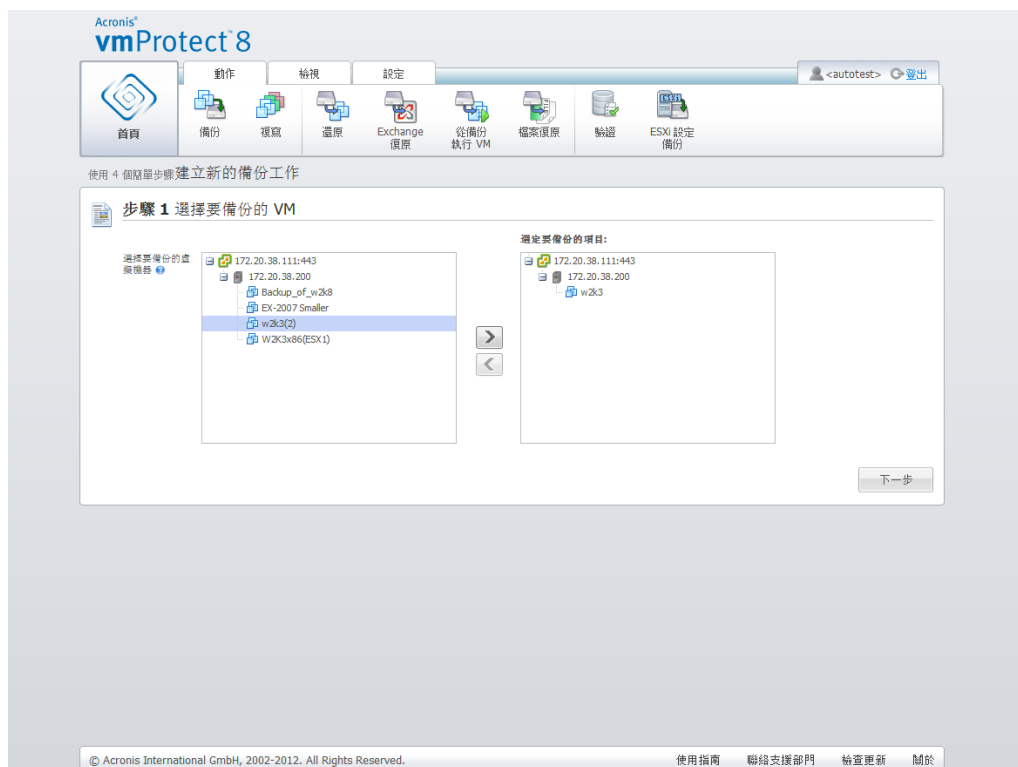 Acronis®
vmProtect™8
動作 檢視 設定
<autotest> 登出
首頁
備份
複寫
還原
Exchange
復原
從備份
執行 VM
檔案復原
驗證
ESXi 設定
備份
使用 4 個簡單步驟建立新的備份工作
步驟 1 選擇要備份的 VM
選擇要備份的虛
擬機器
172.20.38.111:443
172.20.38.200
Backup_of_w2k8
EX-2007 Smaller
w2k3(2)
W2K3x86(ESX1)
選定要備份的項目:
172.20.38.111:443
172.20.38.200
w2k3
下一步
© Acronis International GmbH, 2002-2012. All Rights Reserved.
使用指南 聯絡支援部門 檢查更新 關於